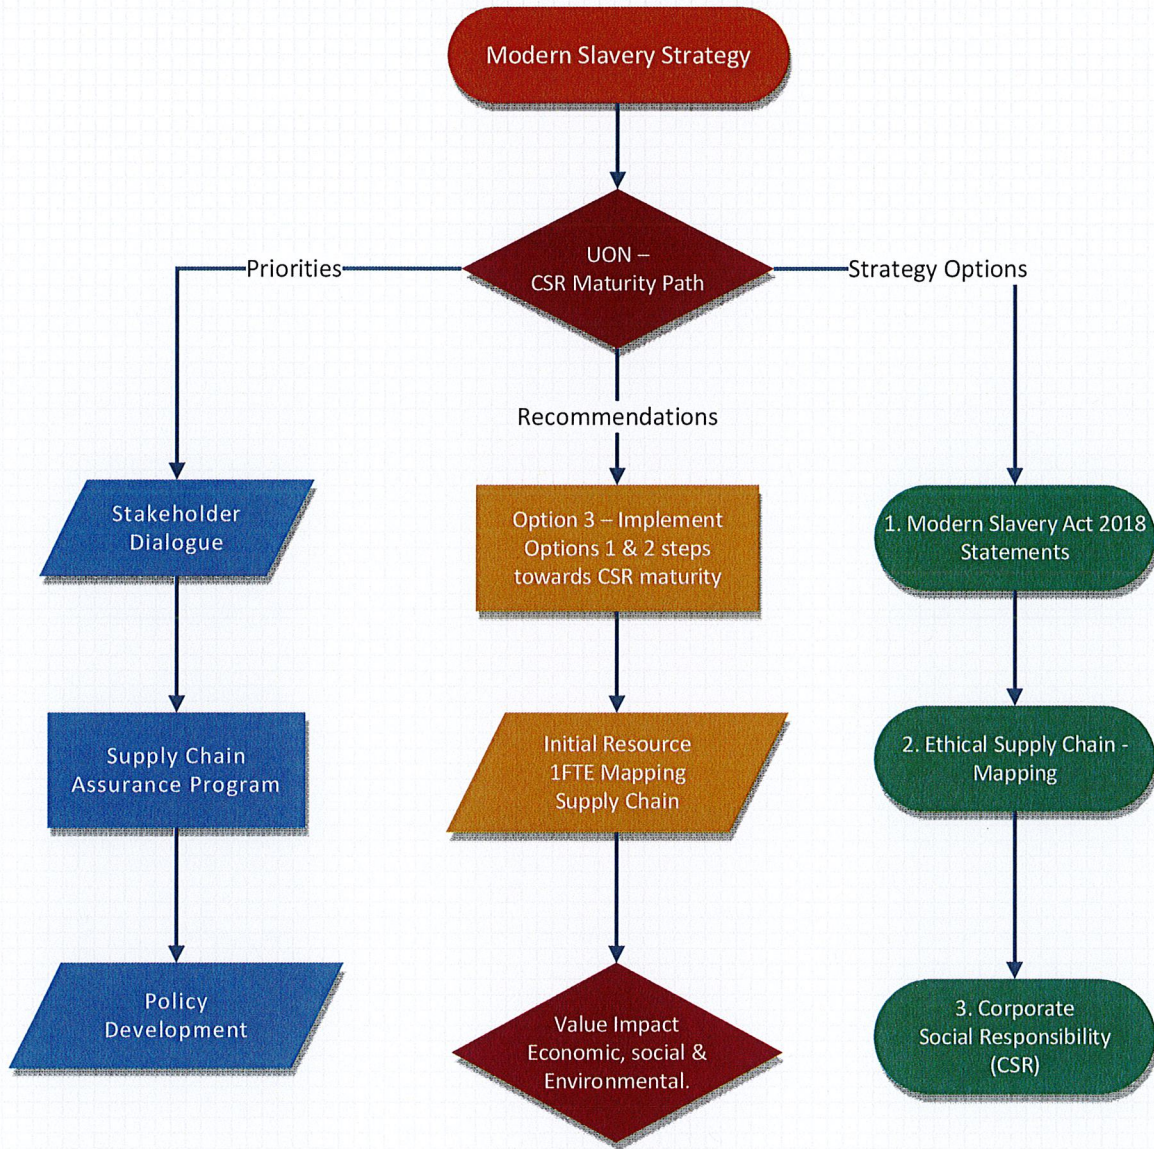 Modern Slavery Strategy
UON –
CSR Maturity Path
Priorities
Strategy Options
Recommendations
Stakeholder
Dialogue
Option 3 – Implement
Options 1 & 2 steps
towards CSR maturity
1. Modern Slavery Act 2018
Statements
Supply Chain
Assurance Program
Initial Resource
1FTE Mapping
Supply Chain
2. Ethical Supply Chain -
Mapping
Policy
Development
Value Impact
Economic, social &
Environmental.
3. Corporate
Social Responsibility
(CSR)